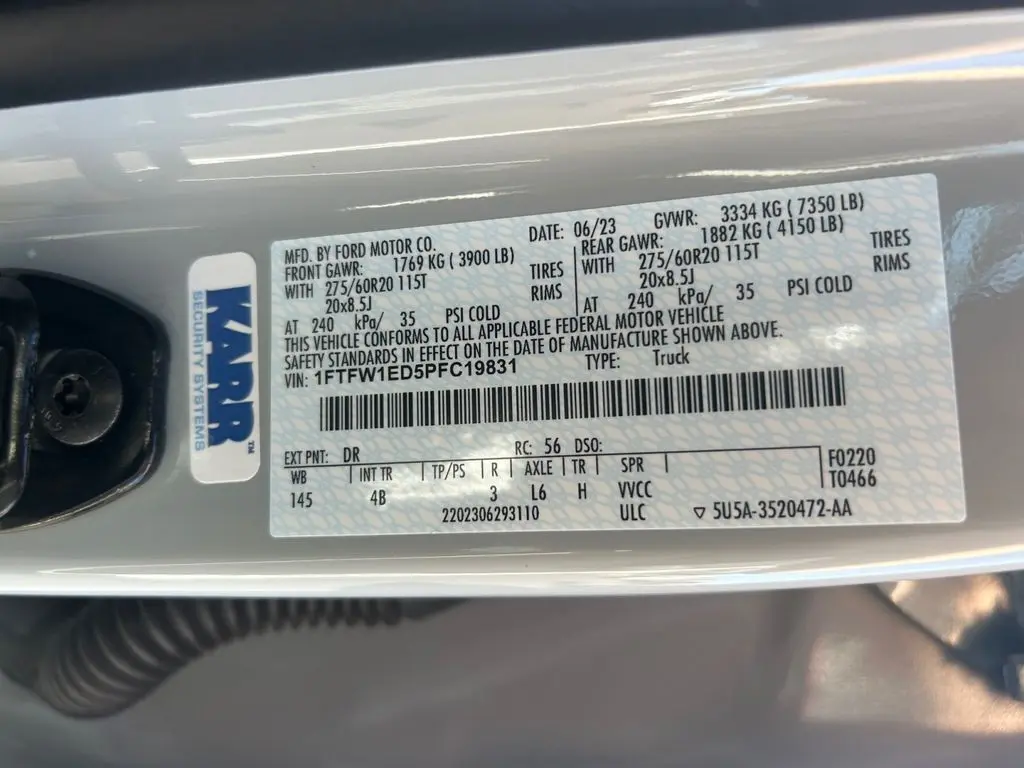 KARR™
SECURITY SYSTEMS
MFD. BY FORD MOTOR CO. DATE: 06/23 GVWR: 3334 KG ( 7350 LB)
FRONT GAWR: 1769 KG ( 3900 LB) REAR GAWR: 1882 KG ( 4150 LB)
WITH 275/60R20 115T TIRES WITH 275/60R20 115T TIRES
20x8.5J RIMS 20x8.5J RIMS
AT 240 kPa/ 35 PSI COLD AT 240 kPa/ 35 PSI COLD
THIS VEHICLE CONFORMS TO ALL APPLICABLE FEDERAL MOTOR VEHICLE
SAFETY STANDARDS IN EFFECT ON THE DATE OF MANUFACTURE SHOWN ABOVE.
VIN: 1FTFW1ED5PFC19831 TYPE: Truck
EXT PNT: DR RC: 56 DSO:
WB INT TR TP/PS R AXLE TR SPR F0220
145 4B 3 L6 H VVCC T0466
2202306293110 ULC ▽ 5U5A-3520472-AA